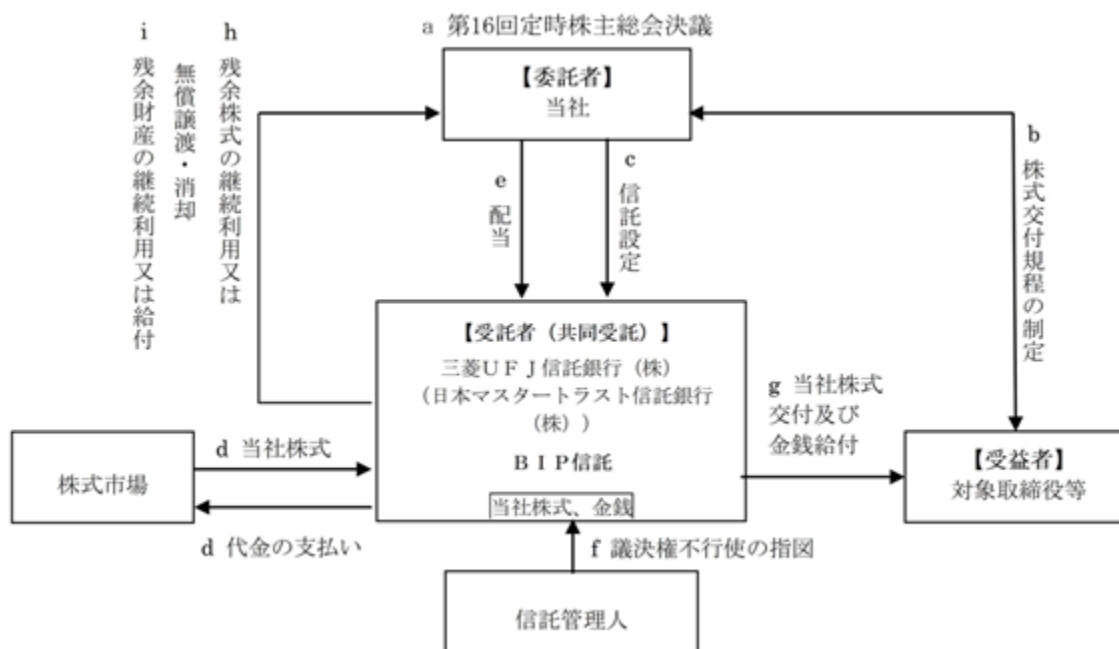 a 第16回定時株主総会決議
【委託者】
当社
i 残余財産の継続利用又は給付
h 残余株式の継続利用又は
無償譲渡・消却
e 配当
c 信託設定
b 株式交付規程の制定
【受託者（共同受託）】
三菱ＵＦＪ信託銀行（株）
（日本マスタートラスト信託銀行
（株））
ＢＩＰ信託
当社株式、金銭
株式市場
d 当社株式
d 代金の支払い
g 当社株式
交付及び
金銭給付
【受益者】
対象取締役等
f 議決権不行使の指図
信託管理人